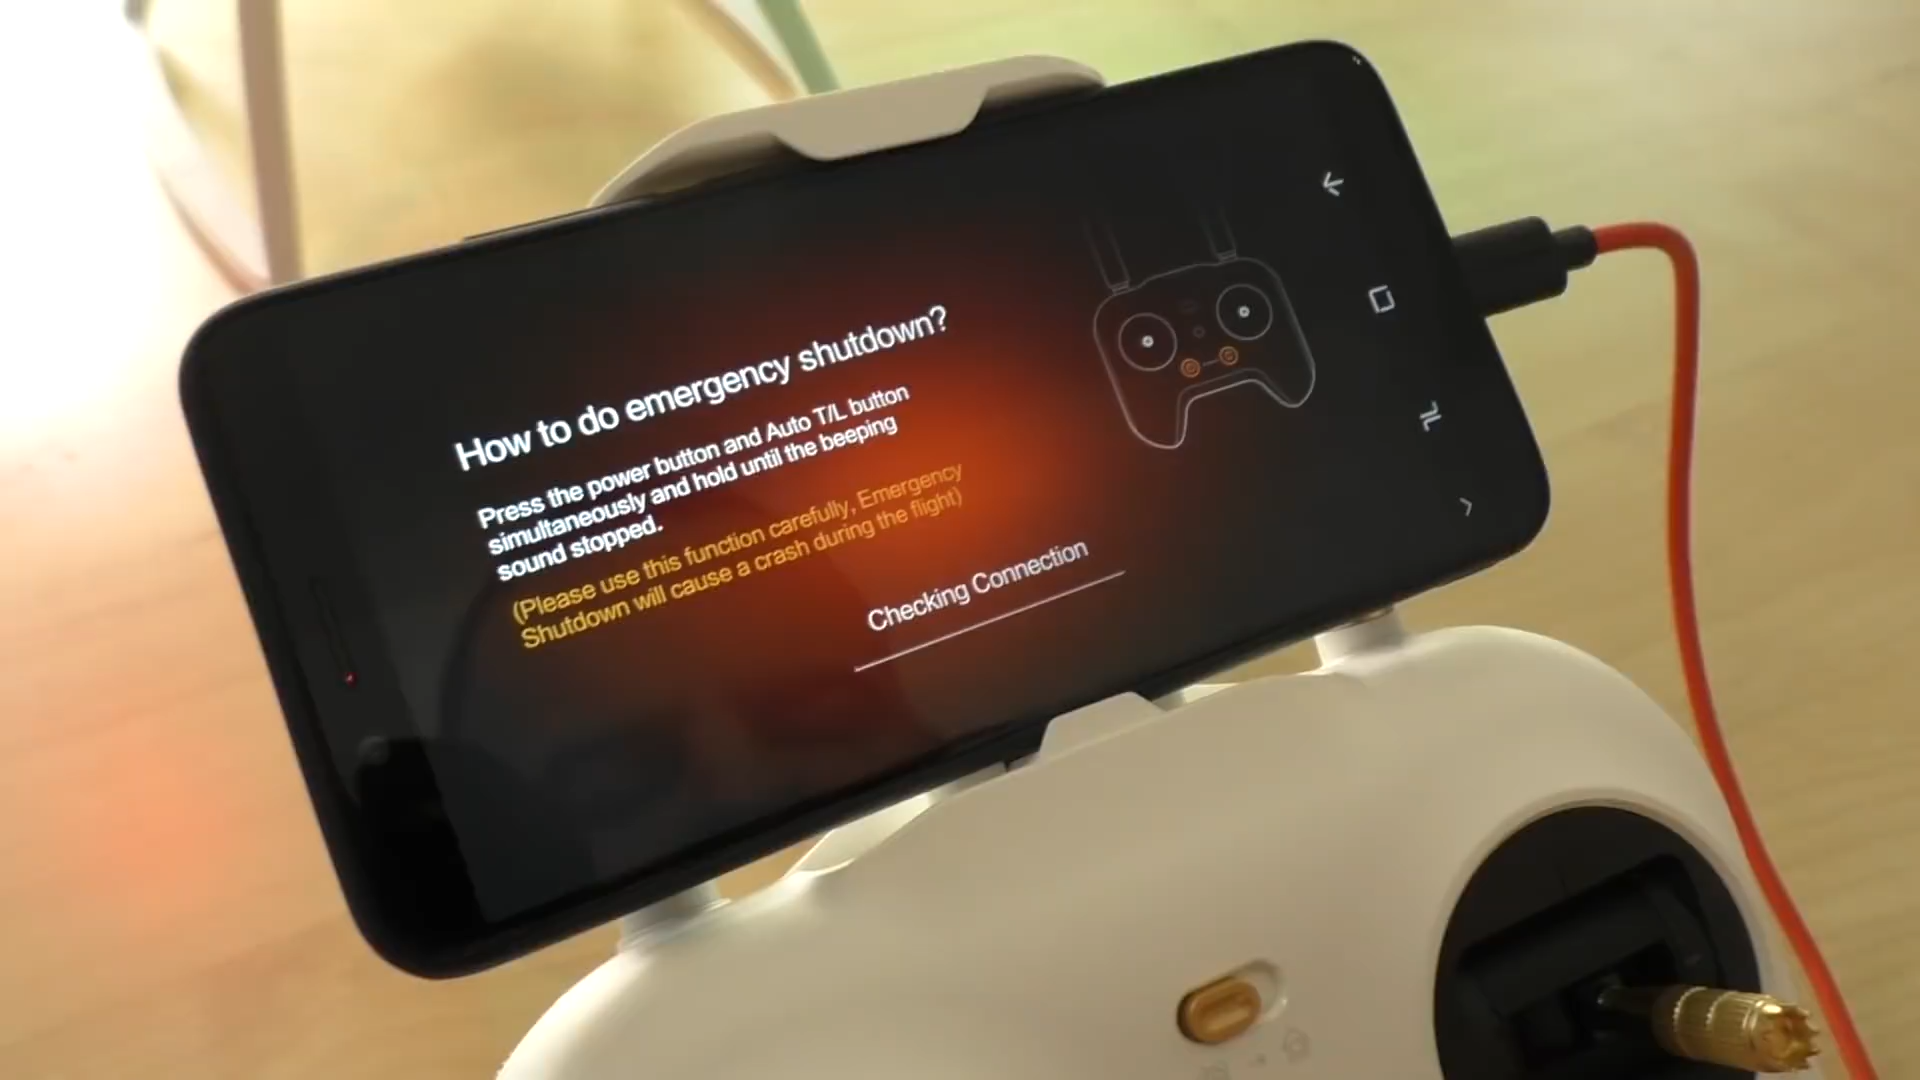 How to do emergency shutdown?
Press the power button and Auto T/L button
simultaneously and hold until the beeping
sound stopped.
(Please use this function carefully, Emergency
Shutdown will cause a crash during the flight)
Checking Connection